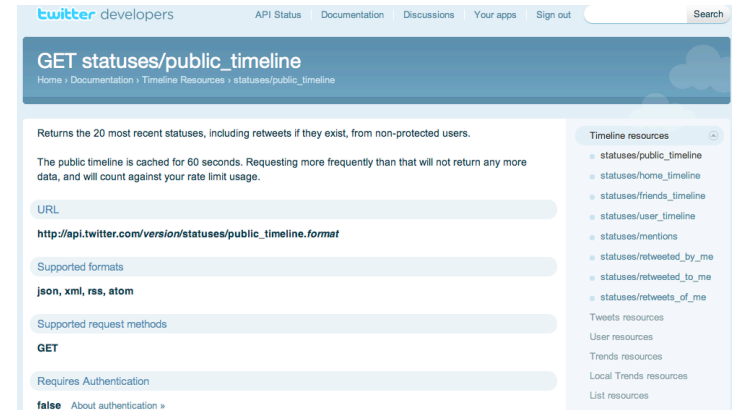 twitter developers
API Status
Documentation
Discussions
Your apps
Sign out
Search
GET statuses/public_timeline
Home › Documentation › Timeline Resources › statuses/public_timeline
Returns the 20 most recent statuses, including retweets if they exist, from non-protected users.
The public timeline is cached for 60 seconds. Requesting more frequently than that will not return any more
data, and will count against your rate limit usage.
URL
http://api.twitter.com/version/statuses/public_timeline.format
Supported formats
json, xml, rss, atom
Supported request methods
GET
Requires Authentication
false About authentication »
Timeline resources
statuses/public_timeline
statuses/home_timeline
statuses/friends_timeline
statuses/user_timeline
statuses/mentions
statuses/retweeted_by_me
statuses/retweeted_to_me
statuses/retweets_of_me
Tweets resources
User resources
Trends resources
Local Trends resources
List resources